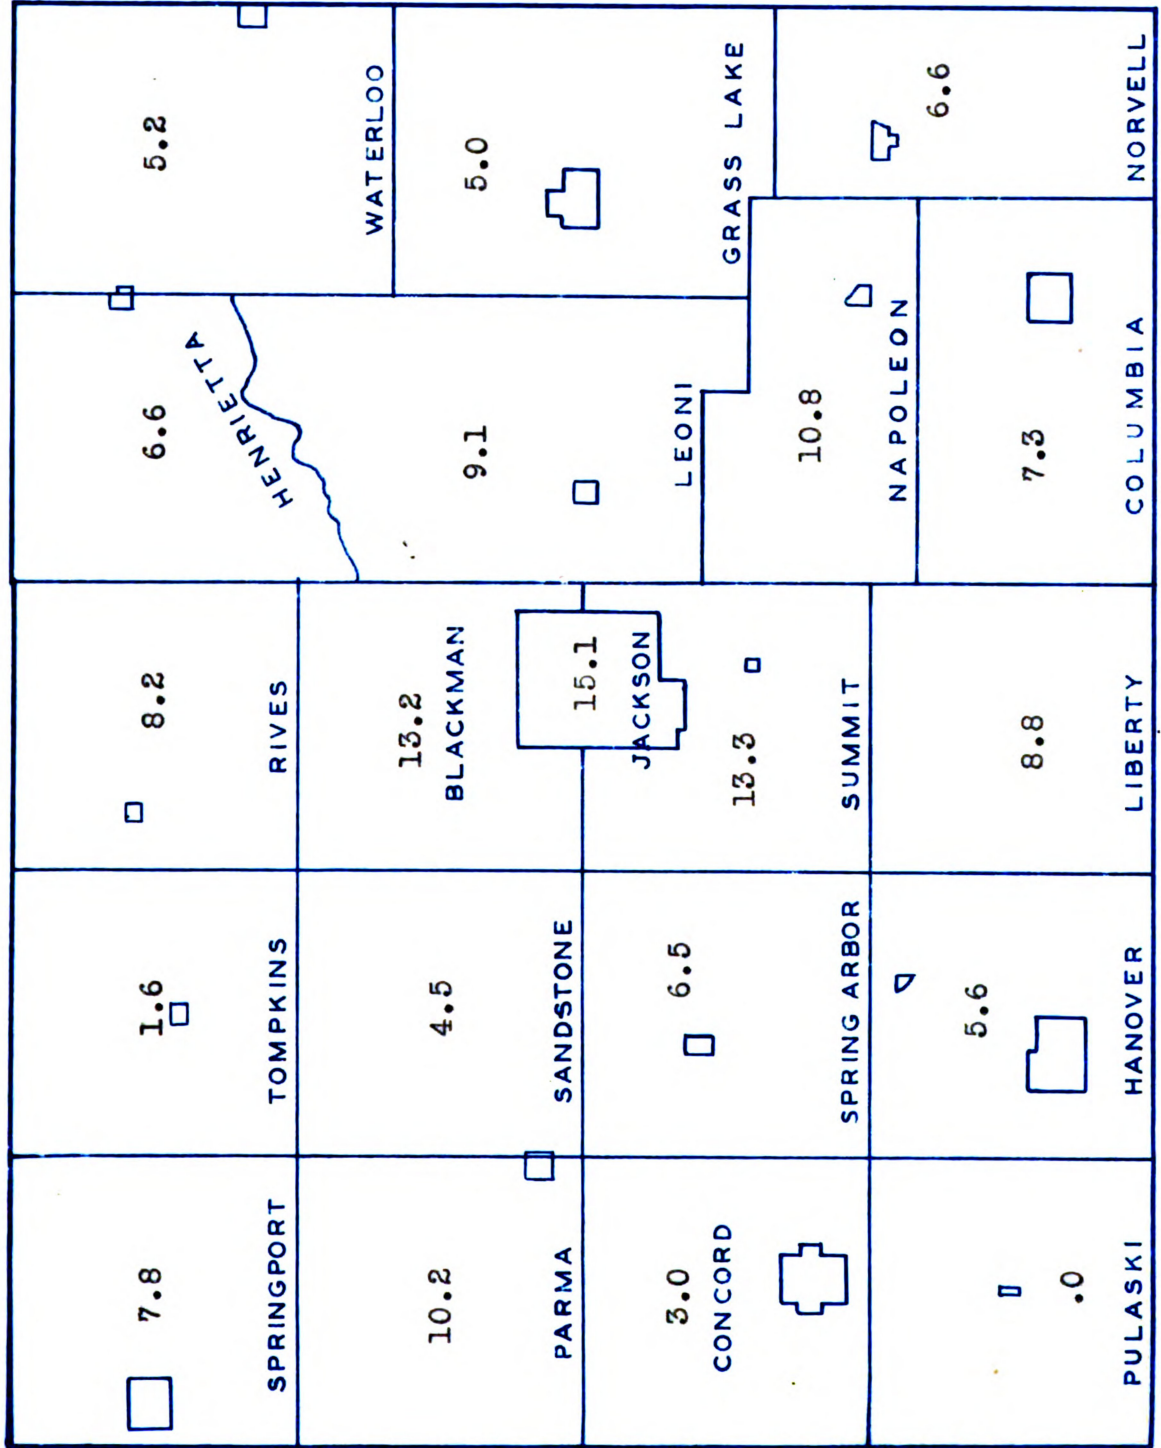 7.8
SPRINGPORT
1.6
TOMPKINS
8.2
RIVES
6.6
HENRIETTA
5.2
WATERLOO
10.2
PARMA
4.5
SANDSTONE
13.2
BLACKMAN
9.1
LEONI
5.0
GRASS LAKE
3.0
CONCORD
6.5
SPRING ARBOR
15.1
JACKSON
13.3
SUMMIT
10.8
NAPOLEON
6.6
NORVELL
.0
PULASKI
5.6
HANOVER
8.8
LIBERTY
7.3
COLUMBIA